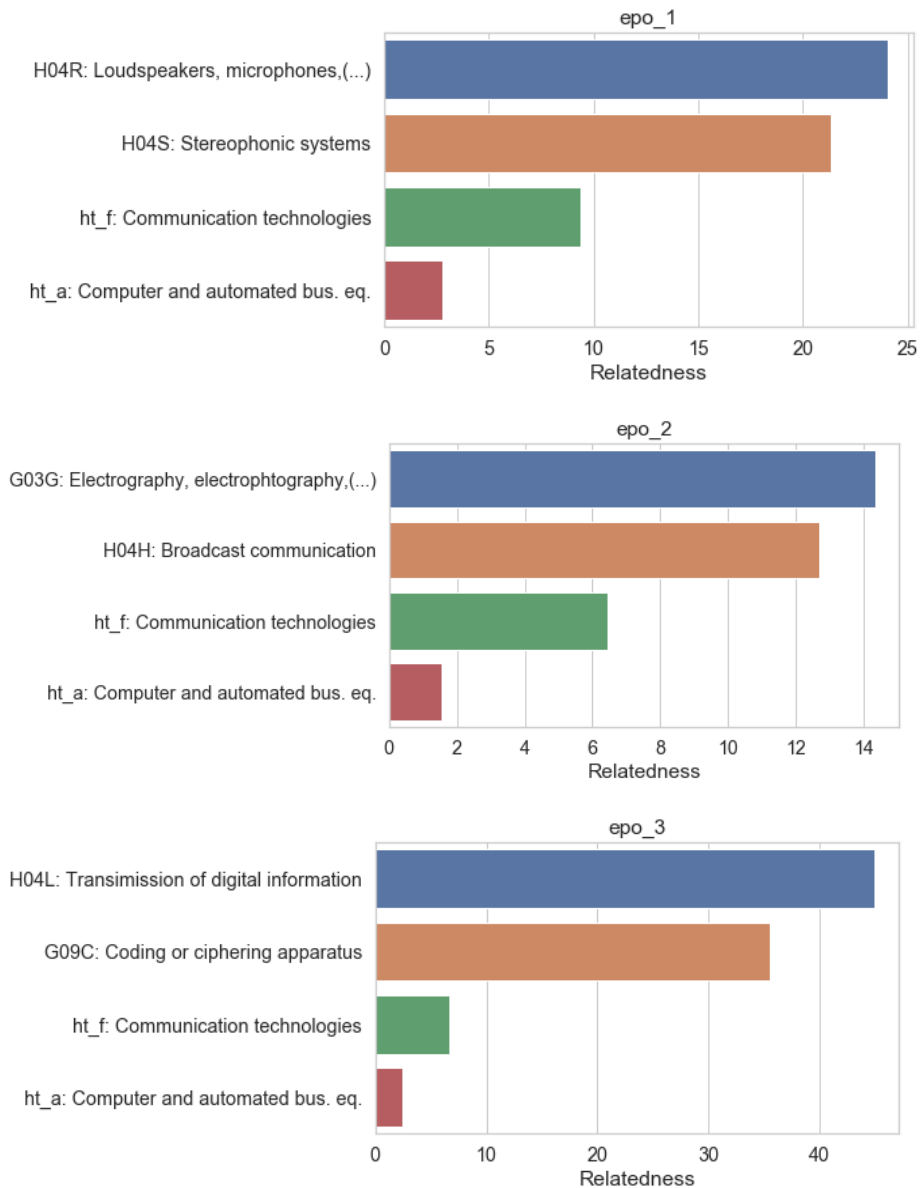 epo_1
H04R: Loudspeakers, microphones,(...)
H04S: Stereophonic systems
ht_f: Communication technologies
ht_a: Computer and automated bus. eq.
0 5 10 15 20 25
Relatedness
epo_2
G03G: Electrography, electrophtography,(...)
H04H: Broadcast communication
ht_f: Communication technologies
ht_a: Computer and automated bus. eq.
0 2 4 6 8 10 12 14
Relatedness
epo_3
H04L: Transimission of digital information
G09C: Coding or ciphering apparatus
ht_f: Communication technologies
ht_a: Computer and automated bus. eq.
0 10 20 30 40
Relatedness